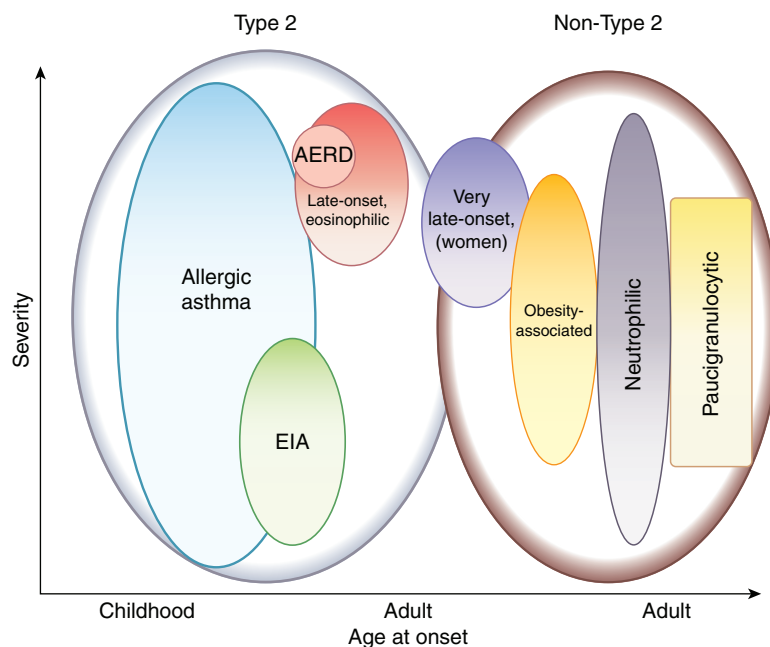 Type 2
Non-Type 2
Severity
AERD
Late-onset,
eosinophilic
Very
late-onset,
(women)
Allergic
asthma
Obesity-
associated
Neutrophilic
Paucigranulocytic
EIA
Childhood
Adult
Adult
Age at onset